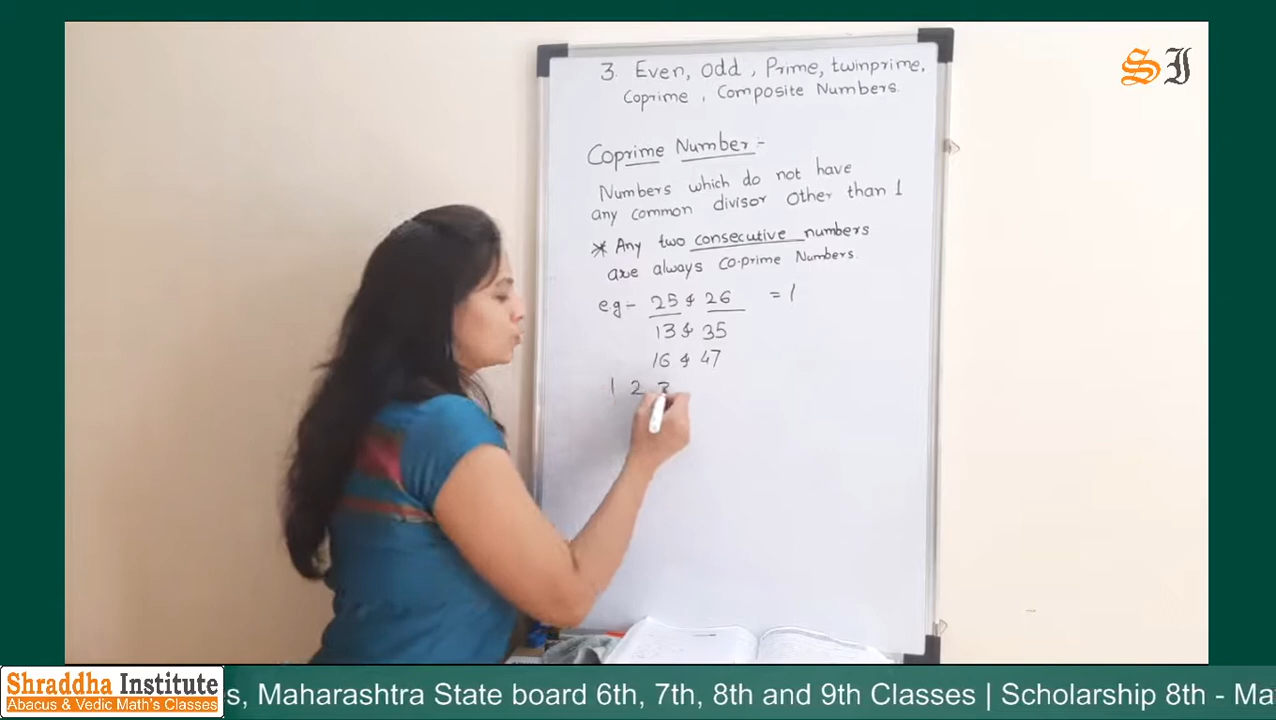 SI
3. Even, odd, Prime, twinprime,
Coprime, Composite Numbers.
Coprime Number :-
Numbers which do not have
any common divisor other than 1
* Any two consecutive numbers
are always co-prime Numbers.
eg- 25 & 26 = 1
13 & 35
16 & 47
1 2 3
Shraddha Institute
Abacus & Vedic Math's Classes
es, Maharashtra State board 6th, 7th, 8th and 9th Classes | Scholarship 8th - Ma